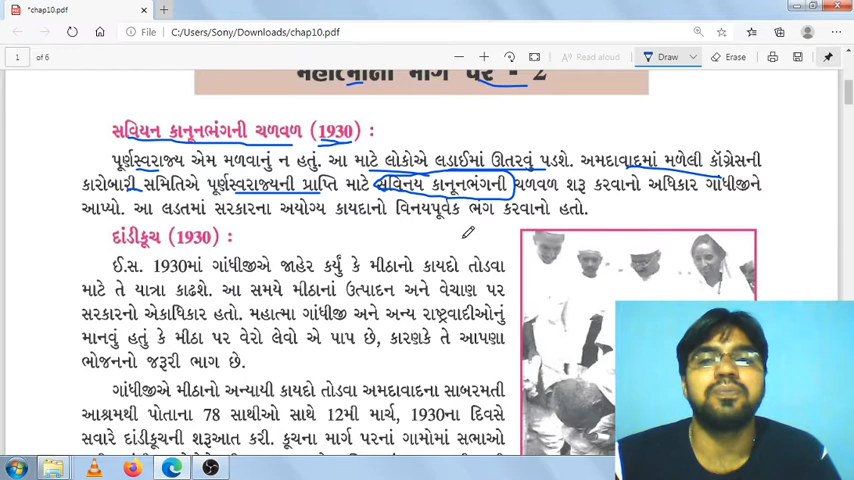 *chap10.pdf
File
C:/Users/Sony/Downloads/chap10.pdf
1
of 6
Read aloud
Draw
Erase
મહાત્માના માર્ગ પર - 2
સવિયન કાનૂનભંગની ચળવળ (1930) :
પૂર્ણસ્વરાજ્ય એમ મળવાનું ન હતું. આ માટે લોકોએ લડાઈમાં ઊતરવું પડશે. અમદાવાદમાં મળેલી કૉંગ્રેસની
કારોબારી સમિતિએ પૂર્ણસ્વરાજ્યની પ્રાપ્તિ માટે સવિનય કાનૂનભંગની ચળવળ શરૂ કરવાનો અધિકાર ગાંધીજીને
આપ્યો. આ લડતમાં સરકારના અયોગ્ય કાયદાનો વિનયપૂર્વક ભંગ કરવાનો હતો.
દાંડીકૂચ (1930) :
ઈ.સ. 1930માં ગાંધીજીએ જાહેર કર્યું કે મીઠાનો કાયદો તોડવા
માટે તે યાત્રા કાઢશે. આ સમયે મીઠાનાં ઉત્પાદન અને વેચાણ પર
સરકારનો એકાધિકાર હતો. મહાત્મા ગાંધીજી અને અન્ય રાષ્ટ્રવાદીઓનું
માનવું હતું કે મીઠા પર વેરો લેવો એ પાપ છે, કારણકે તે આપણા
ભોજનનો જરૂરી ભાગ છે.
ગાંધીજીએ મીઠાનો અન્યાયી કાયદો તોડવા અમદાવાદના સાબરમતી
આશ્રમથી પોતાના 78 સાથીઓ સાથે 12મી માર્ચ, 1930ના દિવસે
સવારે દાંડીકૂચની શરૂઆત કરી. કૂચના માર્ગ પરનાં ગામોમાં સભાઓ